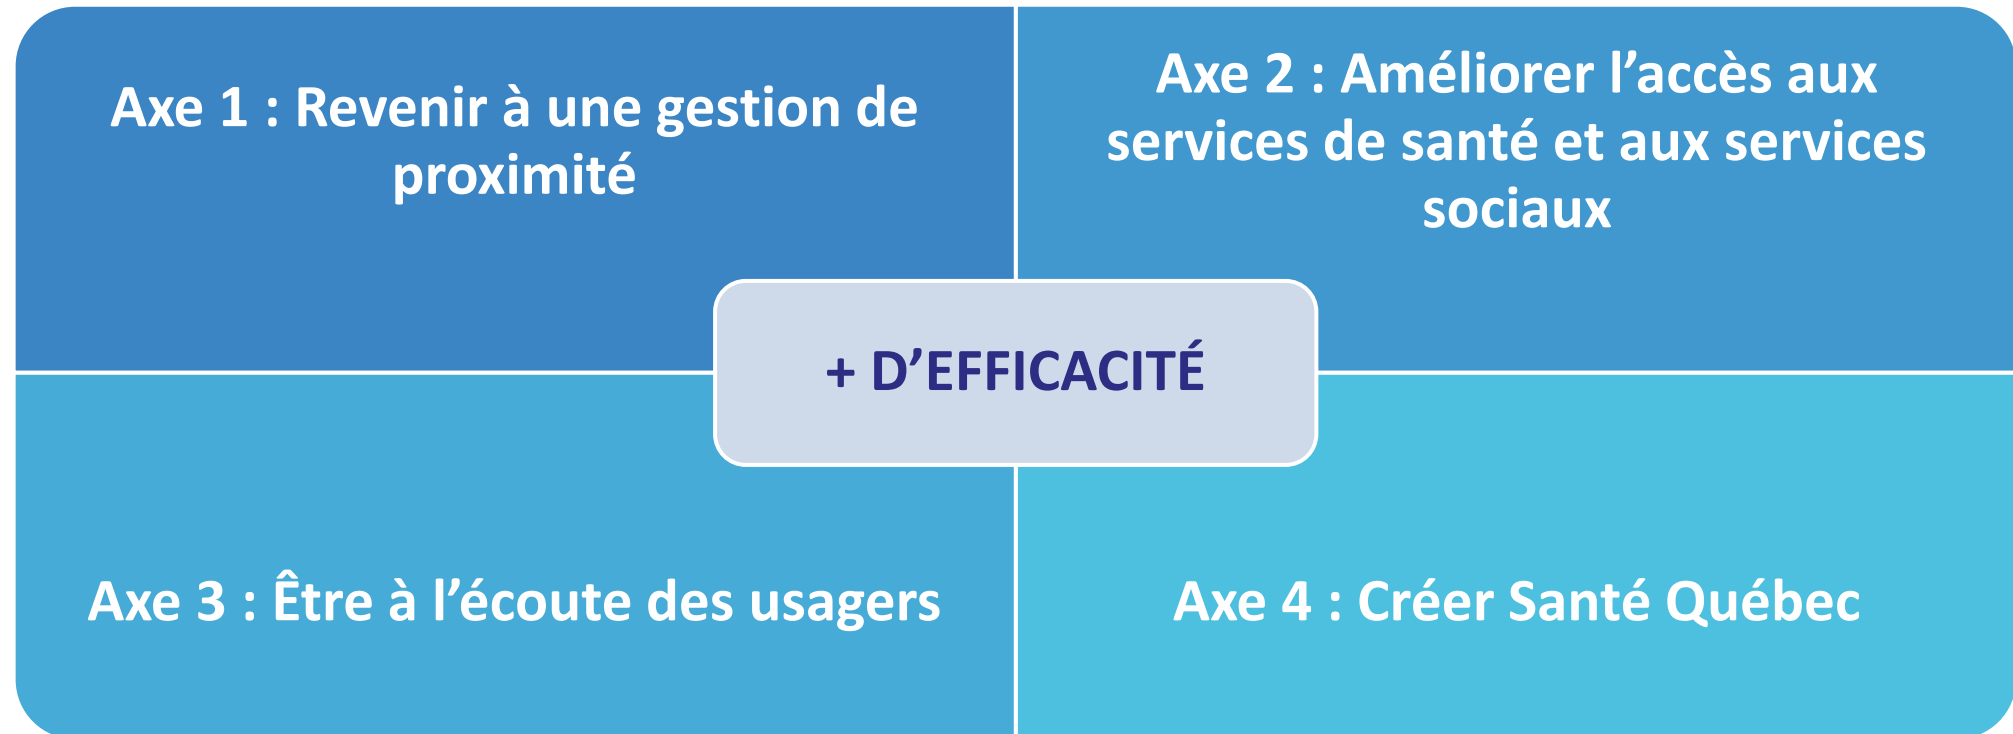 Axe 1 : Revenir à une gestion de
proximité
Axe 2 : Améliorer l’accès aux
services de santé et aux services
sociaux
+ D’EFFICACITÉ
Axe 3 : Être à l’écoute des usagers
Axe 4 : Créer Santé Québec